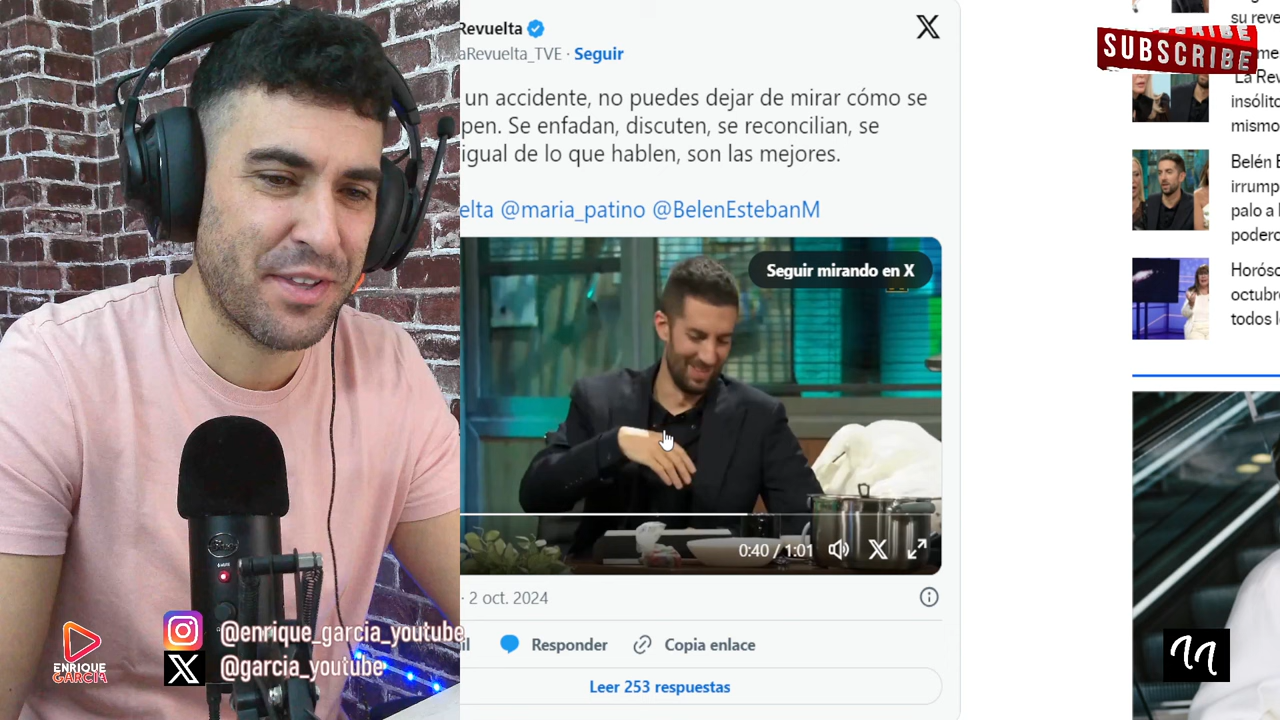 Revuelta
aRevuelta_TVE · Seguir
un accidente, no puedes dejar de mirar cómo se
pen. Se enfadan, discuten, se reconcilian, se
igual de lo que hablen, son las mejores.
elta @maria_patino @BelenEstebanM
Seguir mirando en X
0:40 / 1:01
· 2 oct. 2024
Responder
Copia enlace
Leer 253 respuestas
SUBSCRIBE
su reve
La Rev
insólito
mismo
Belén E
irrump
palo a l
podero
Horósc
octubre
todos l
@enrique_garcia_youtube
@garcia_youtube
ENRIQUE
GARCIA